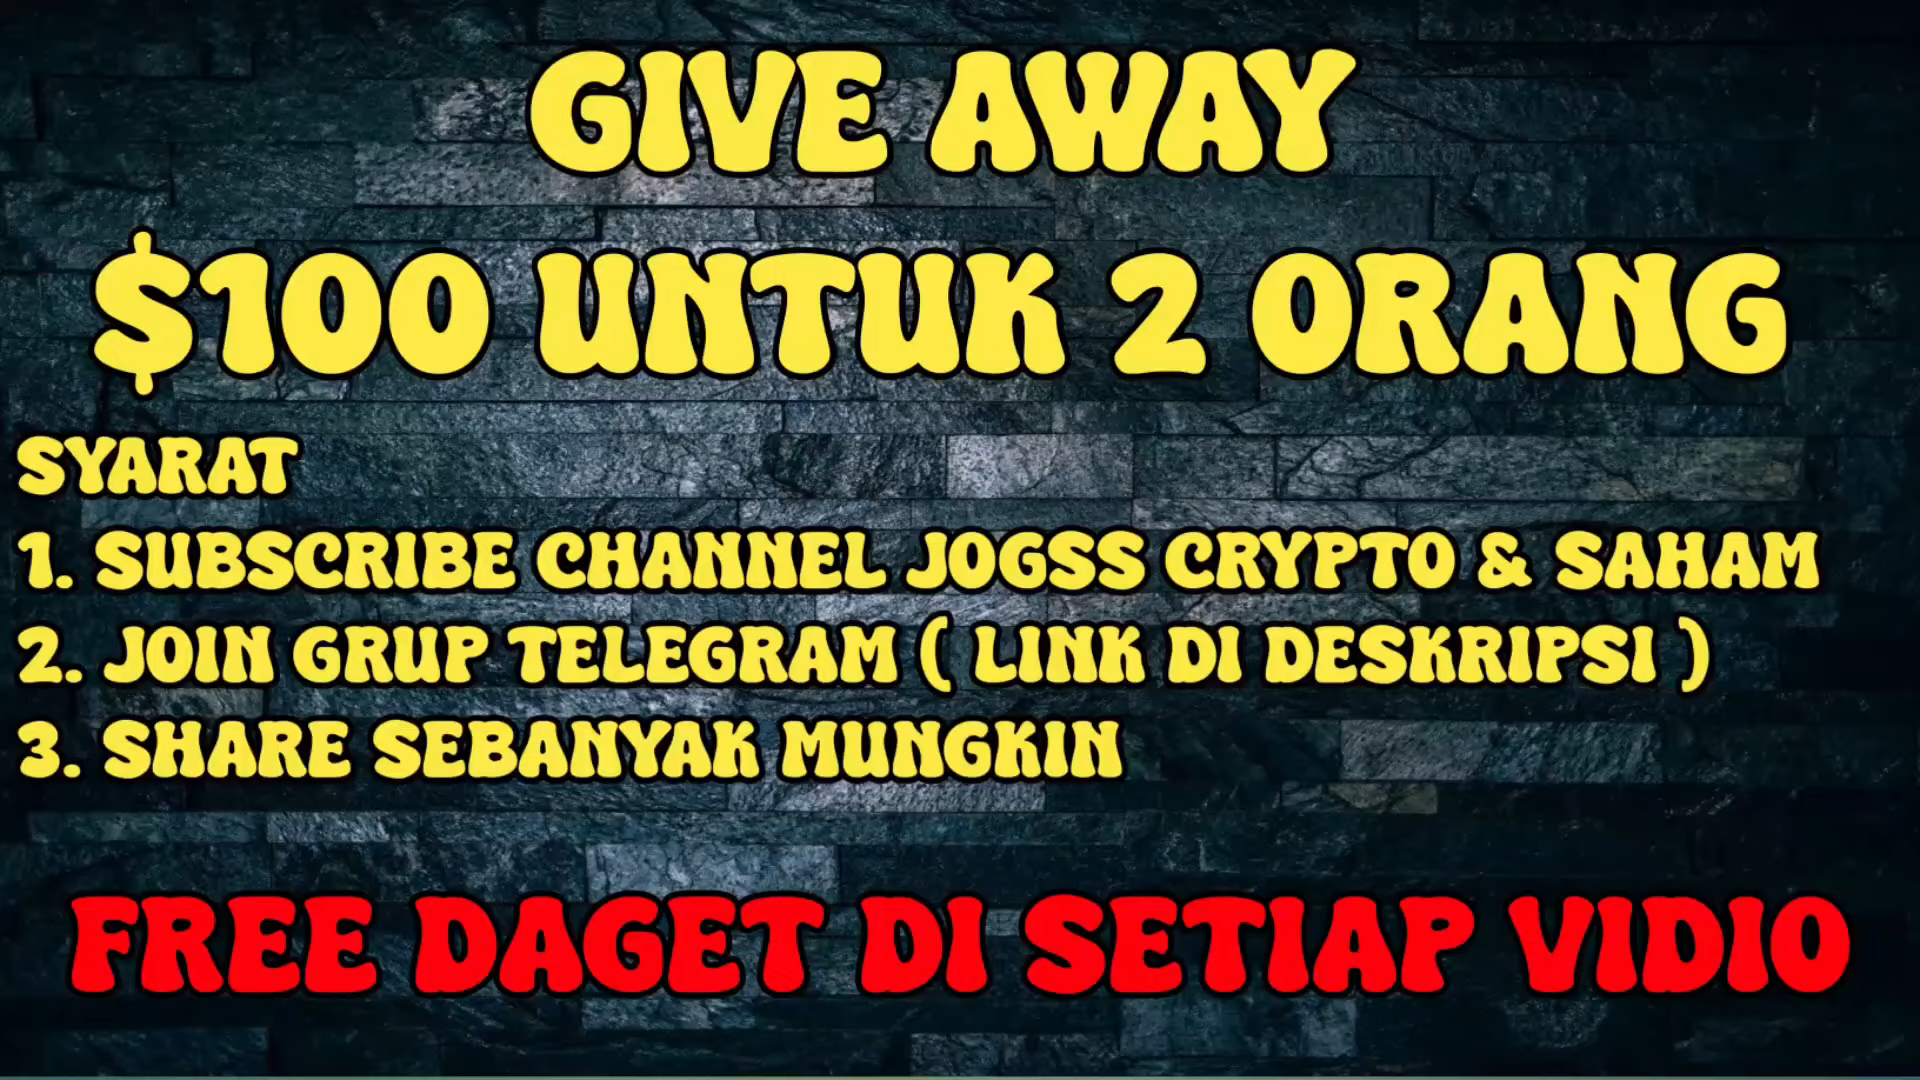 GIVE AWAY
$100 UNTUK 2 ORANG
SYARAT
1. SUBSCRIBE CHANNEL JOGSS CRYPTO & SAHAM
2. JOIN GRUP TELEGRAM ( LINK DI DESKRIPSI )
3. SHARE SEBANYAK MUNGKIN
FREE DAGET DI SETIAP VIDIO